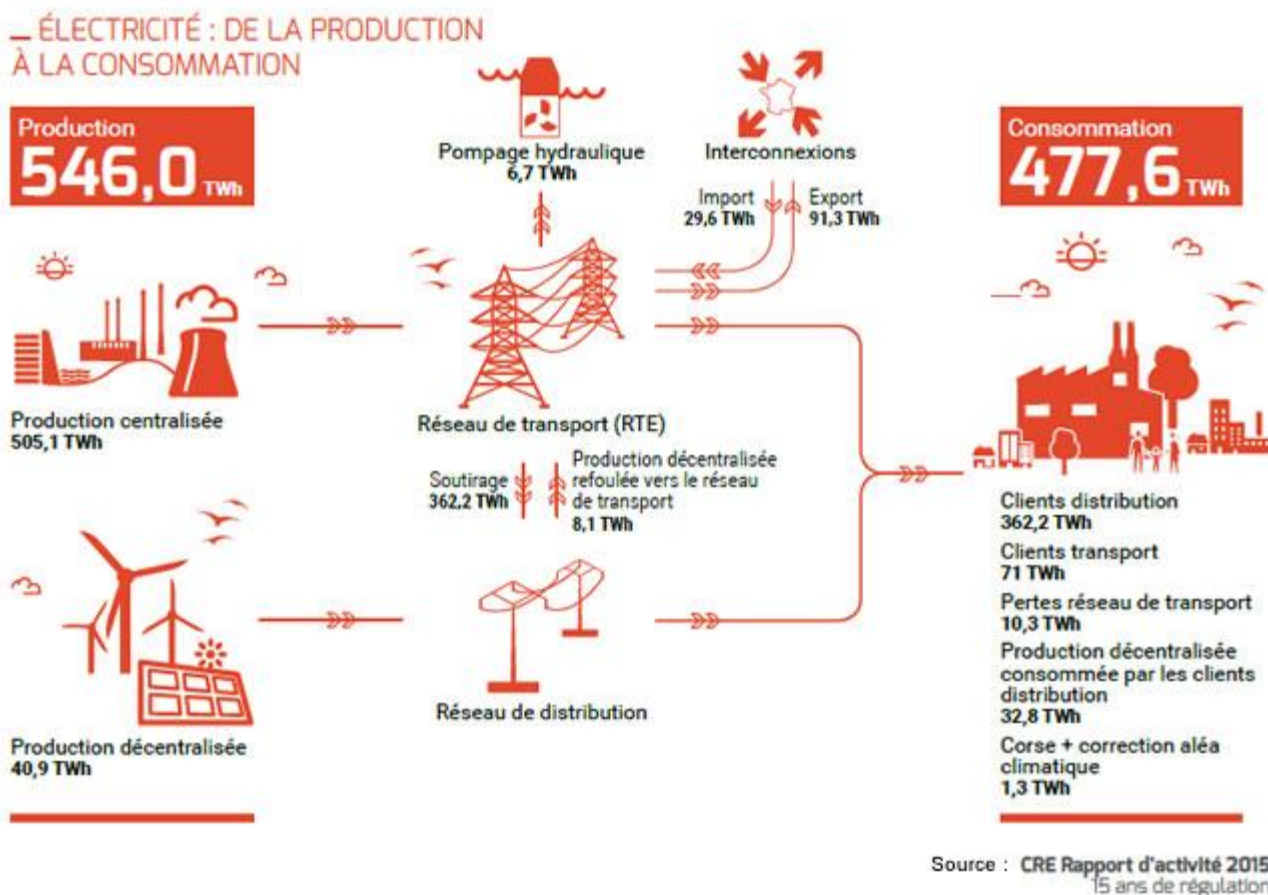 ÉLECTRICITÉ : DE LA PRODUCTION
À LA CONSOMMATION
Production
546,0 TWh
Pompage hydraulique
6,7 TWh
Interconnexions
Import
29,6 TWh
Export
91,3 TWh
Consommation
477,6 TWh
Production centralisée
505,1 TWh
Réseau de transport (RTE)
Soutirage
362,2 TWh
Production décentralisée
refoulée vers le réseau
de transport
8,1 TWh
Production décentralisée
40,9 TWh
Réseau de distribution
Clients distribution
362,2 TWh
Clients transport
71 TWh
Pertes réseau de transport
10,3 TWh
Production décentralisée
consommée par les clients
distribution
32,8 TWh
Corse + correction aléa
climatique
1,3 TWh
Source : CRE Rapport d'activité 2015
15 ans de régulation